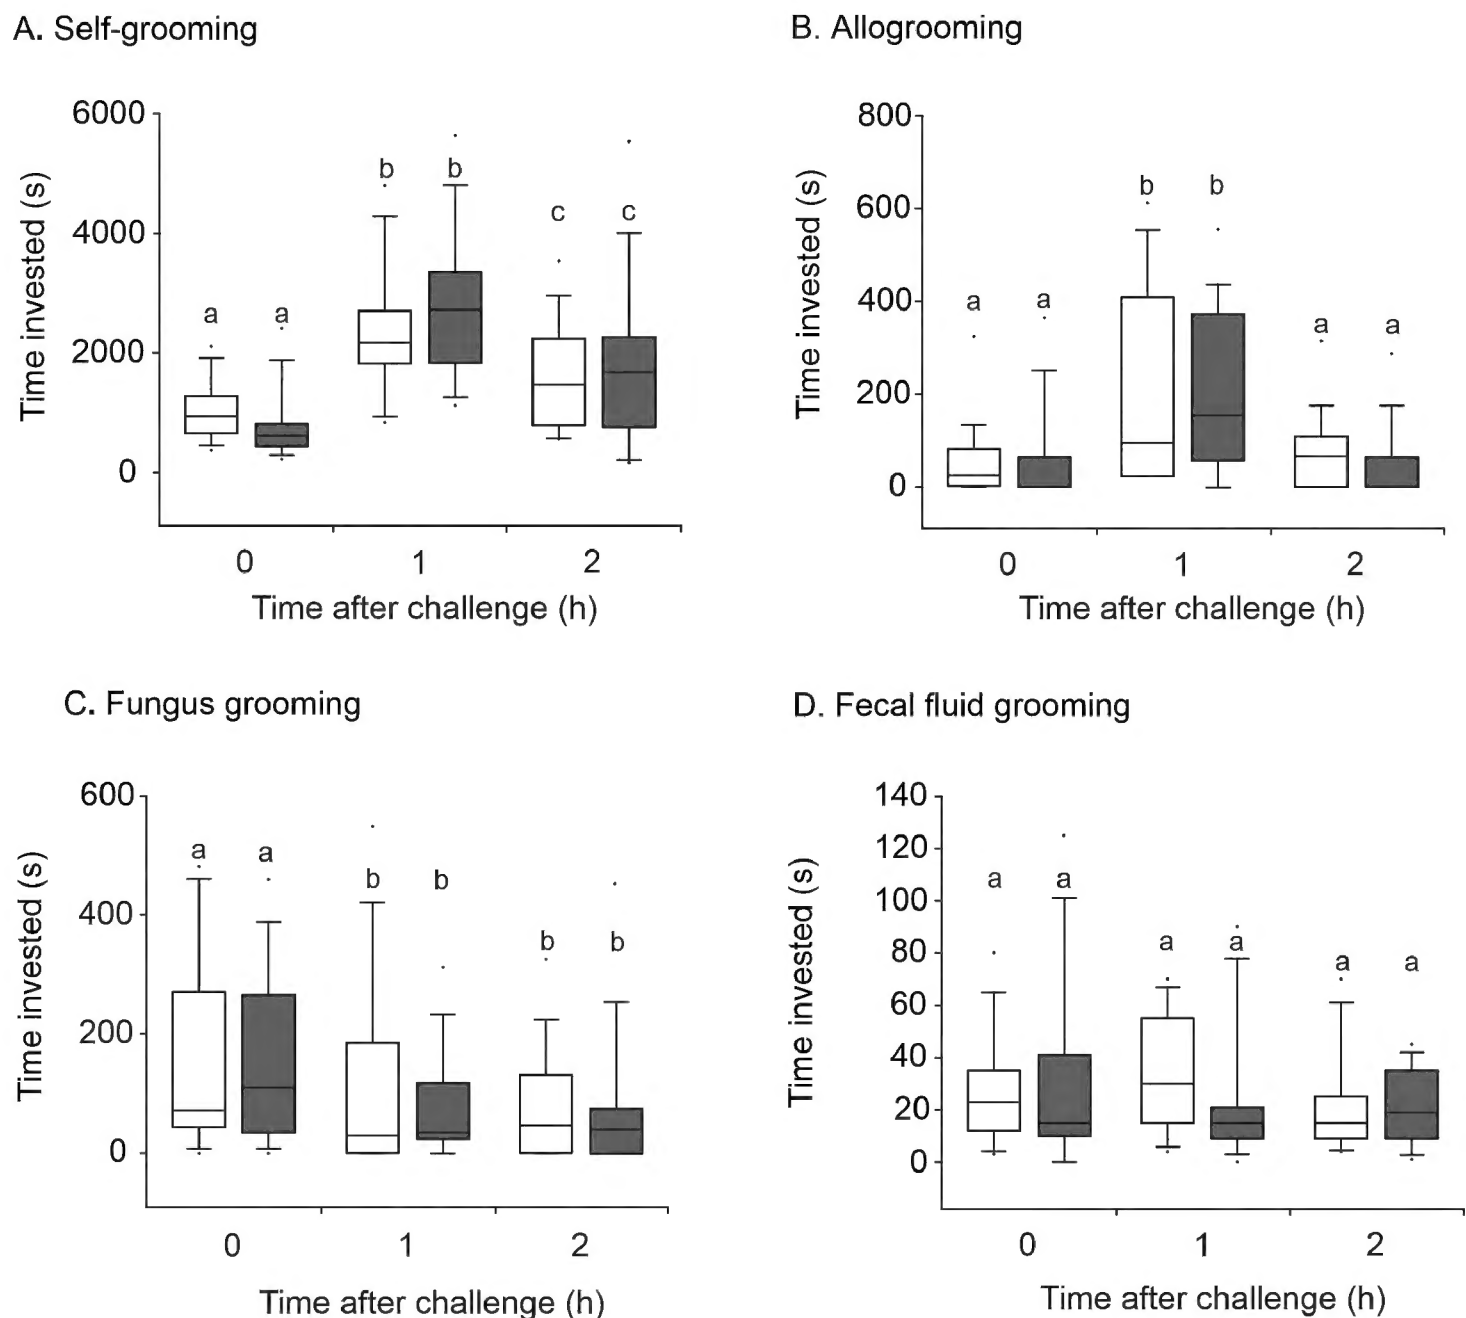 A. Self-grooming
6000
4000
2000
0
Time invested (s)
a a b b c c
0 1 2
Time after challenge (h)
B. Allogrooming
800
600
400
200
0
Time invested (s)
a a b b a a
0 1 2
Time after challenge (h)
C. Fungus grooming
600
400
200
0
Time invested (s)
a a b b b b
0 1 2
Time after challenge (h)
D. Fecal fluid grooming
140
120
100
80
60
40
20
0
Time invested (s)
a a a a a a
0 1 2
Time after challenge (h)